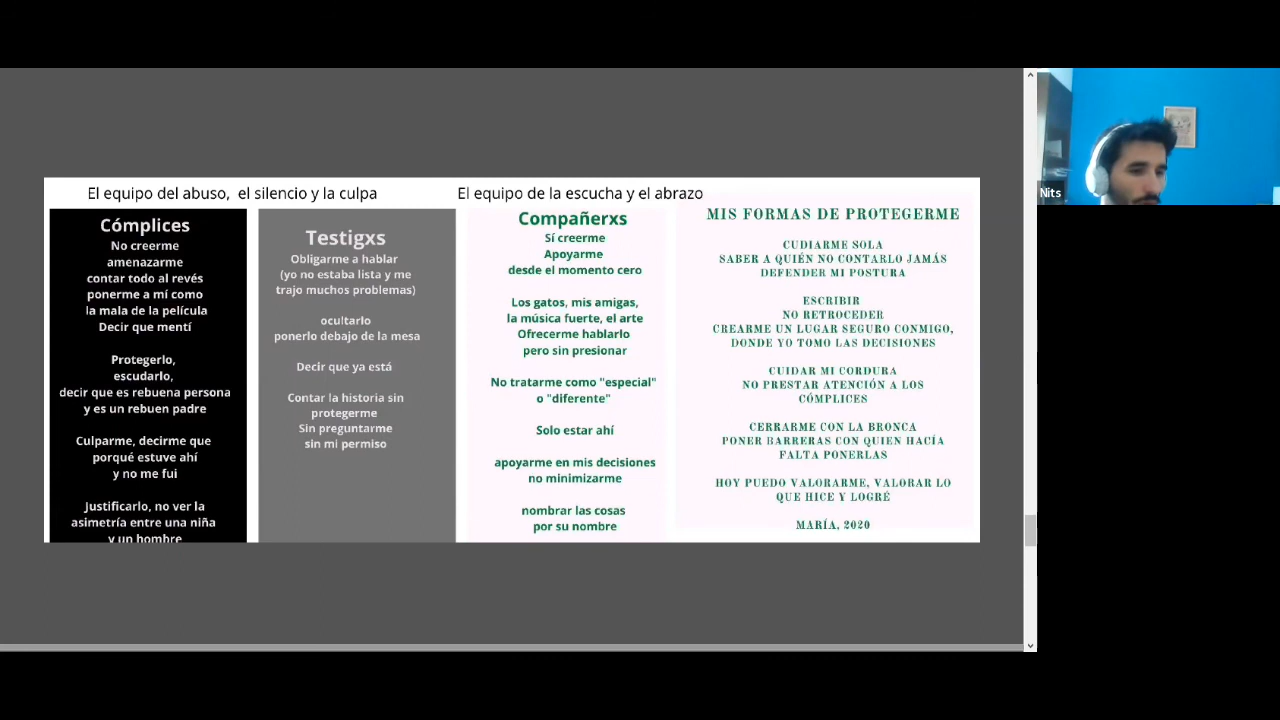 El equipo del abuso, el silencio y la culpa
Cómplices
No creerme
amenazarme
contar todo al revés
ponerme a mí como
la mala de la película
Decir que mentí
Protegerlo,
escudarlo,
decir que es rebuena persona
y es un rebuen padre
Culparme, decirme que
porqué estuve ahí
y no me fui
Justificarlo, no ver la
asimetría entre una niña
y un hombre
Testigxs
Obligarme a hablar
(yo no estaba lista y me
trajo muchos problemas)
ocultarlo
ponerlo debajo de la mesa
Decir que ya está
Contar la historia sin
protegerme
Sin preguntarme
sin mi permiso
El equipo de la escucha y el abrazo
Compañerxs
Sí creerme
Apoyarme
desde el momento cero
Los gatos, mis amigas,
la música fuerte, el arte
Ofrecerme hablarlo
pero sin presionar
No tratarme como "especial"
o "diferente"
Solo estar ahí
apoyarme en mis decisiones
no minimizarme
nombrar las cosas
por su nombre
MIS FORMAS DE PROTEGERME
CUDIARME SOLA
SABER A QUIÉN NO CONTARLO JAMÁS
DEFENDER MI POSTURA
ESCRIBIR
NO RETROCEDER
CREARME UN LUGAR SEGURO CONMIGO,
DONDE YO TOMO LAS DECISIONES
CUIDAR MI CORDURA
NO PRESTAR ATENCIÓN A LOS
CÓMPLICES
CERRARME CON LA BRONCA
PONER BARRERAS CON QUIEN HACÍA
FALTA PONERLAS
HOY PUEDO VALORARME, VALORAR LO
QUE HICE Y LOGRÉ
MARÍA, 2020
Nits